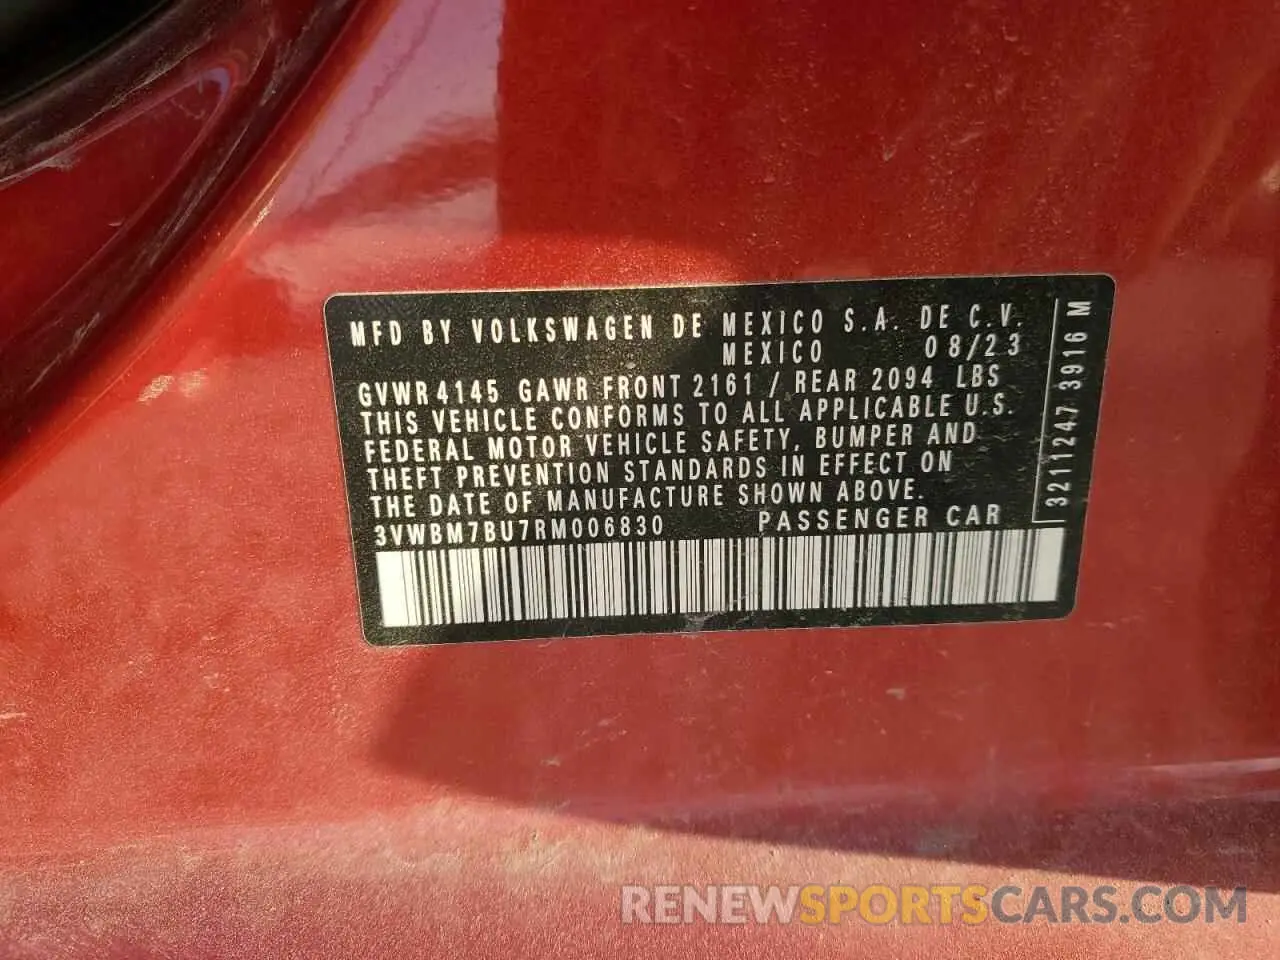 MFD BY VOLKSWAGEN DE MEXICO S.A. DE C.V.
MEXICO 08/23
GVWR 4145 GAWR FRONT 2161 / REAR 2094 LBS
THIS VEHICLE CONFORMS TO ALL APPLICABLE U.S.
FEDERAL MOTOR VEHICLE SAFETY, BUMPER AND
THEFT PREVENTION STANDARDS IN EFFECT ON
THE DATE OF MANUFACTURE SHOWN ABOVE.
3VWBM7BU7RM006830 PASSENGER CAR
3211247 3916 M
RENEWSPORTSCARS.COM